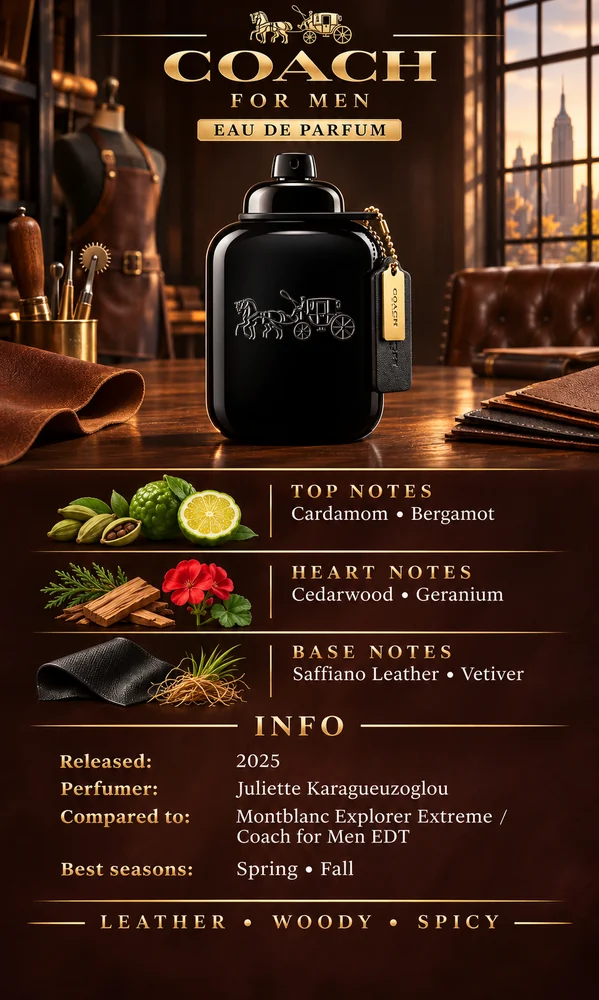 COACH
FOR MEN
EAU DE PARFUM
COACH
TOP NOTES
Cardamom • Bergamot
HEART NOTES
Cedarwood • Geranium
BASE NOTES
Saffiano Leather • Vetiver
INFO
Released: 2025
Perfumer: Juliette Karagueuzoglou
Compared to: Montblanc Explorer Extreme /
Coach for Men EDT
Best seasons: Spring • Fall
LEATHER • WOODY • SPICY